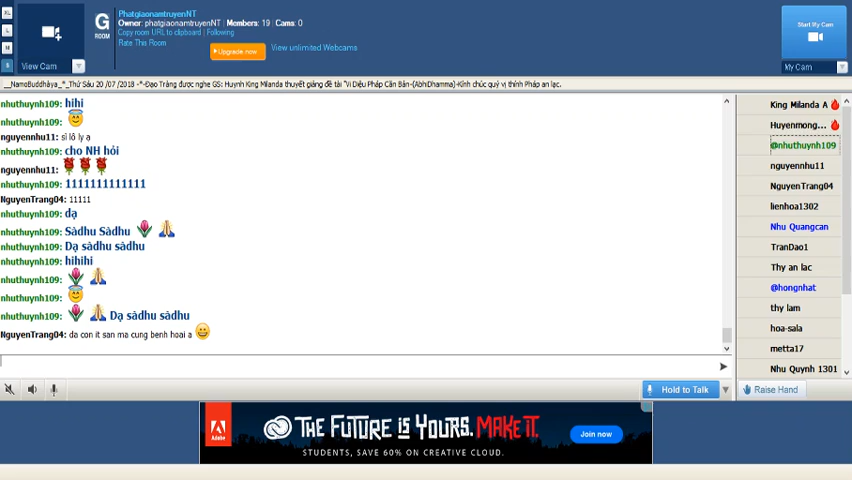 XL
L
M
S
View Cam
G
ROOM
PhatgiaonamtruyenNT
Owner: phatgiaonamtruyenNT | Members: 19 | Cams: 0
Copy room URL to clipboard | Following
Rate This Room
Upgrade now
View unlimited Webcams
Start My Cam
My Cam
__NamoBuddhàya_*_Thứ Sáu 20 /07 /2018 -*-Đạo Tràng được nghe GS: Huynh King Milanda thuyết giảng đề tài "Vi Diệu Pháp Căn Bản-(AbhiDhamma)-Kính chúc quý vị thính Pháp an lạc.
nhuthuynh109: hihi
nhuthuynh109:
nguyennhu11: sì lô ly ạ
nhuthuynh109: cho NH hỏi
nguyennhu11:
nhuthuynh109: 1111111111111
NguyenTrang04: 11111
nhuthuynh109: dạ
nhuthuynh109: Sàdhu Sàdhu
nhuthuynh109: Dạ sàdhu sàdhu
nhuthuynh109: hihihi
nhuthuynh109:
nhuthuynh109:
nhuthuynh109: Dạ sàdhu sàdhu
NguyenTrang04: da con it san ma cung benh hoai a
King Milanda A
Huyenmong...
@nhuthuynh109
nguyennhu11
NguyenTrang04
lienhoa1302
Nhu Quangcan
TranDao1
Thy an lac
@hongnhat
thy lam
hoa-sala
metta17
Nhu Quynh 1301
Hold to Talk
Raise Hand
Adobe
THE FUTURE IS YOURS. MAKE IT.
STUDENTS, SAVE 60% ON CREATIVE CLOUD.
Join now